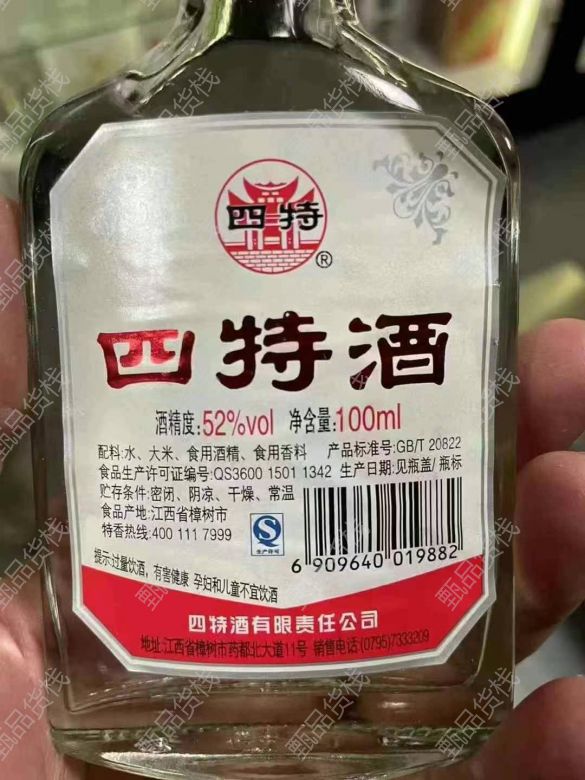 四特
®
四特酒
酒精度:52%vol 净含量:100ml
配料:水、大米、食用酒精、食用香料 产品标准号:GB/T 20822
食品生产许可证编号:QS3600 1501 1342 生产日期:见瓶盖/瓶标
贮存条件:密闭、阴凉、干燥、常温
食品产地:江西省樟树市
特香热线:400 111 7999
QS
生产许可
6 909640 019882
提示:过量饮酒,有害健康 孕妇和儿童不宜饮酒
四特酒有限责任公司
地址:江西省樟树市药都北大道11号 销售电话:(0795)7333209
甄品货栈